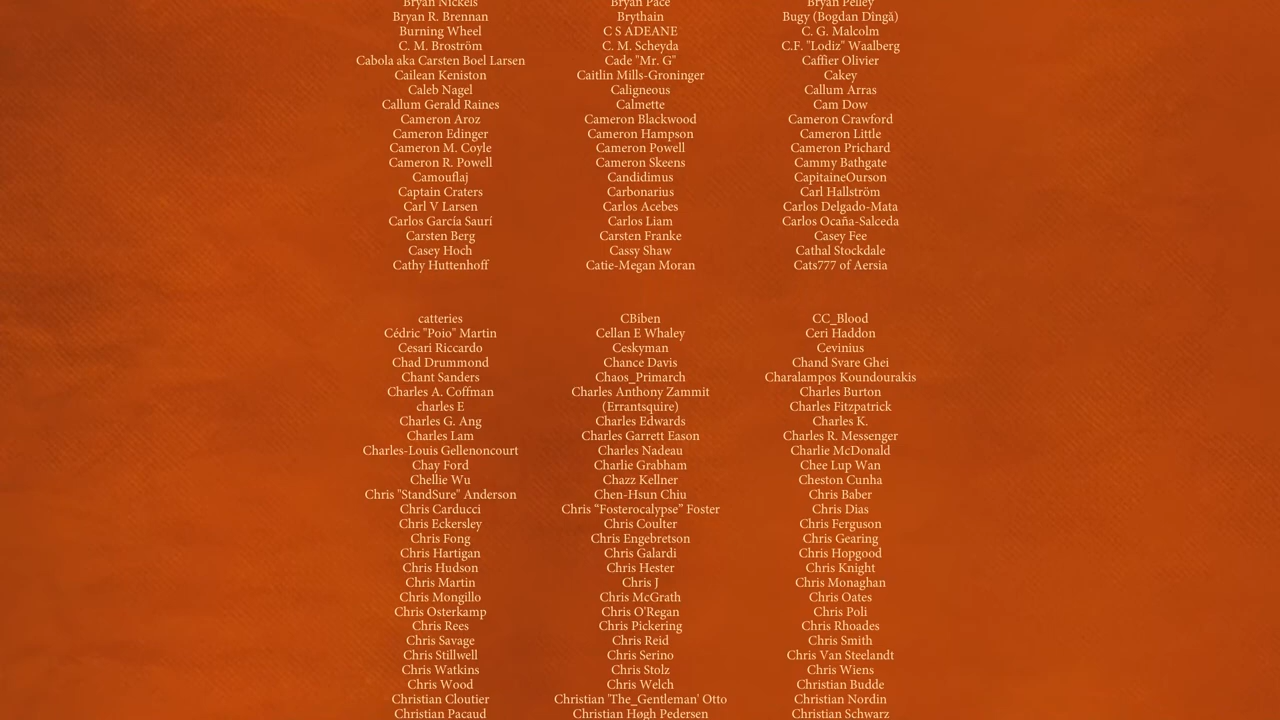 Bryan Nickels Bryan Pace Bryan Pelley
Bryan R. Brennan Brythain Bugy (Bogdan Dîngă)
Burning Wheel C S ADEANE C. G. Malcolm
C. M. Broström C. M. Scheyda C.F. "Lodiz" Waalberg
Cabola aka Carsten Boel Larsen Cade "Mr. G" Caffier Olivier
Cailean Keniston Caitlin Mills-Groninger Cakey
Caleb Nagel Caligneous Callum Arras
Callum Gerald Raines Calmette Cam Dow
Cameron Aroz Cameron Blackwood Cameron Crawford
Cameron Edinger Cameron Hampson Cameron Little
Cameron M. Coyle Cameron Powell Cameron Prichard
Cameron R. Powell Cameron Skeens Cammy Bathgate
Camouflaj Candidimus CapitaineOurson
Captain Craters Carbonarius Carl Hallström
Carl V Larsen Carlos Acebes Carlos Delgado-Mata
Carlos García Saurí Carlos Liam Carlos Ocaña-Salceda
Carsten Berg Carsten Franke Casey Fee
Casey Hoch Cassy Shaw Cathal Stockdale
Cathy Huttenhoff Catie-Megan Moran Cats777 of Aersia
catteries CBiben CC_Blood
Cédric "Poio" Martin Cellan E Whaley Ceri Haddon
Cesari Riccardo Ceskyman Cevinius
Chad Drummond Chance Davis Chand Svare Ghei
Chant Sanders Chaos_Primarch Charalampos Koundourakis
Charles A. Coffman Charles Anthony Zammit Charles Burton
charles E (Errantsquire) Charles Fitzpatrick
Charles G. Ang Charles Edwards Charles K.
Charles Lam Charles Garrett Eason Charles R. Messenger
Charles-Louis Gellenoncourt Charles Nadeau Charlie McDonald
Chay Ford Charlie Grabham Chee Lup Wan
Chellie Wu Chazz Kellner Cheston Cunha
Chris "StandSure" Anderson Chen-Hsun Chiu Chris Baber
Chris Carducci Chris “Fosterocalypse” Foster Chris Dias
Chris Eckersley Chris Coulter Chris Ferguson
Chris Fong Chris Engebretson Chris Gearing
Chris Hartigan Chris Galardi Chris Hopgood
Chris Hudson Chris Hester Chris Knight
Chris Martin Chris J Chris Monaghan
Chris Mongillo Chris McGrath Chris Oates
Chris Osterkamp Chris O'Regan Chris Poli
Chris Rees Chris Pickering Chris Rhoades
Chris Savage Chris Reid Chris Smith
Chris Stillwell Chris Serino Chris Van Steelandt
Chris Watkins Chris Stolz Chris Wiens
Chris Wood Chris Welch Christian Budde
Christian Cloutier Christian 'The_Gentleman' Otto Christian Nordin
Christian Pacaud Christian Høgh Pedersen Christian Schwarz